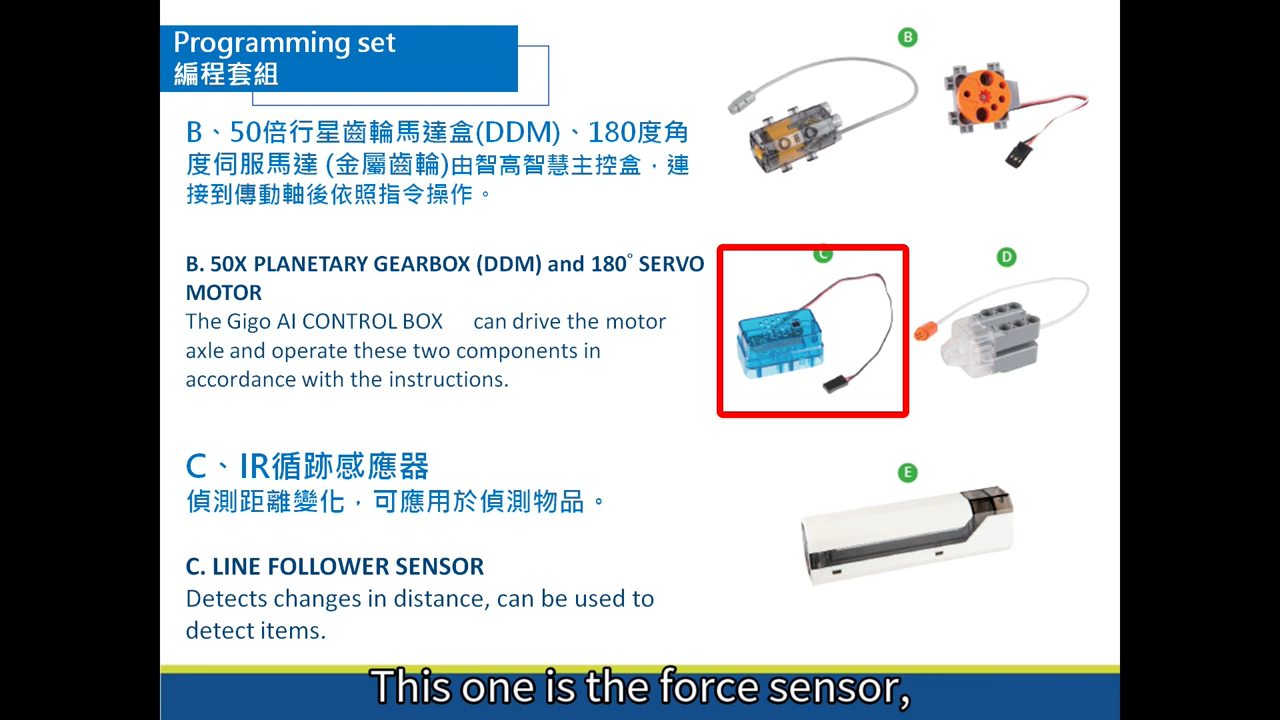 Programming set
編程套組
B、50倍行星齒輪馬達盒(DDM)、180度角
度伺服馬達 (金屬齒輪)由智高智慧主控盒，連
接到傳動軸後依照指令操作。
B. 50X PLANETARY GEARBOX (DDM) and 180° SERVO
MOTOR
The Gigo AI CONTROL BOX can drive the motor
axle and operate these two components in
accordance with the instructions.
C、IR循跡感應器
偵測距離變化，可應用於偵測物品。
C. LINE FOLLOWER SENSOR
Detects changes in distance, can be used to
detect items.
B
C
D
E
This one is the force sensor,